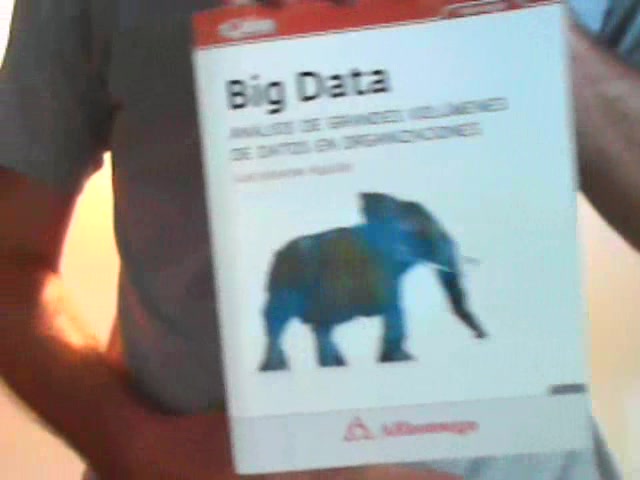 Big Data
ANÁLISIS DE GRANDES VOLÚMENES
DE DATOS EN ORGANIZACIONES
Alfaomega